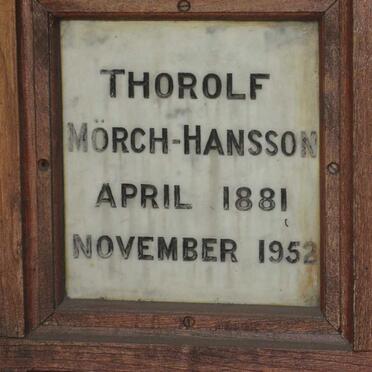 THOROLF
MÖRCH-HANSSON
APRIL 1881
NOVEMBER 1952